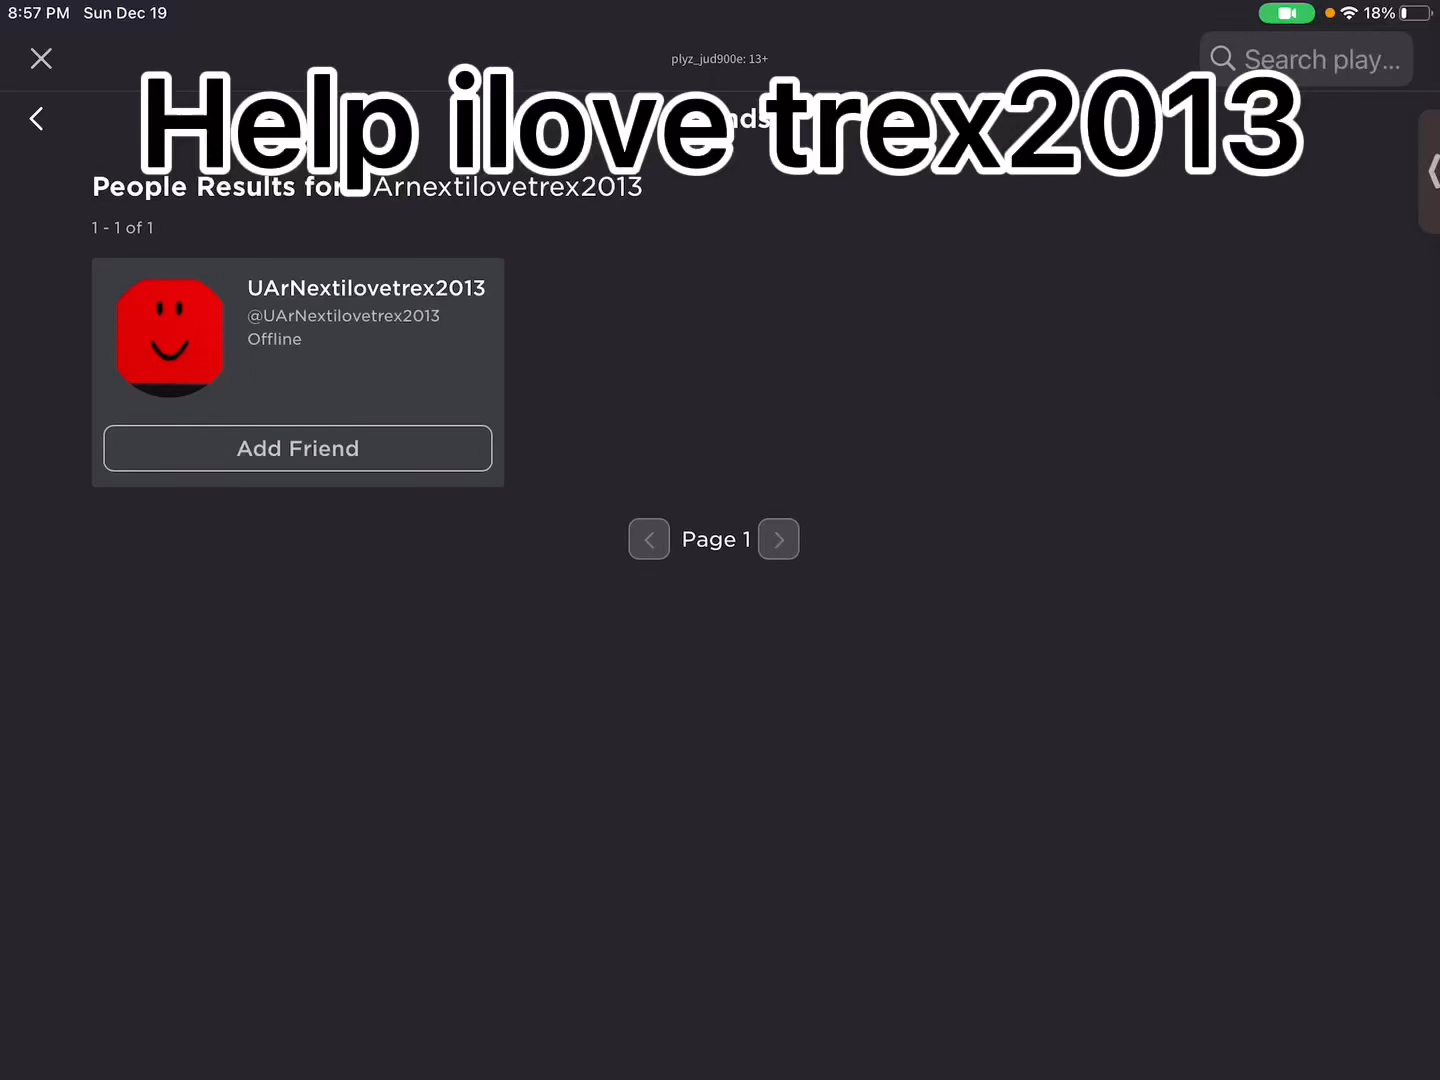 8:57 PM Sun Dec 19
18%
plyz_jud900e: 13+
Search play...
Help ilove trex2013
People Results for Arnextilovetrex2013
1 - 1 of 1
UArNextilovetrex2013
@UArNextilovetrex2013
Offline
Add Friend
Page 1